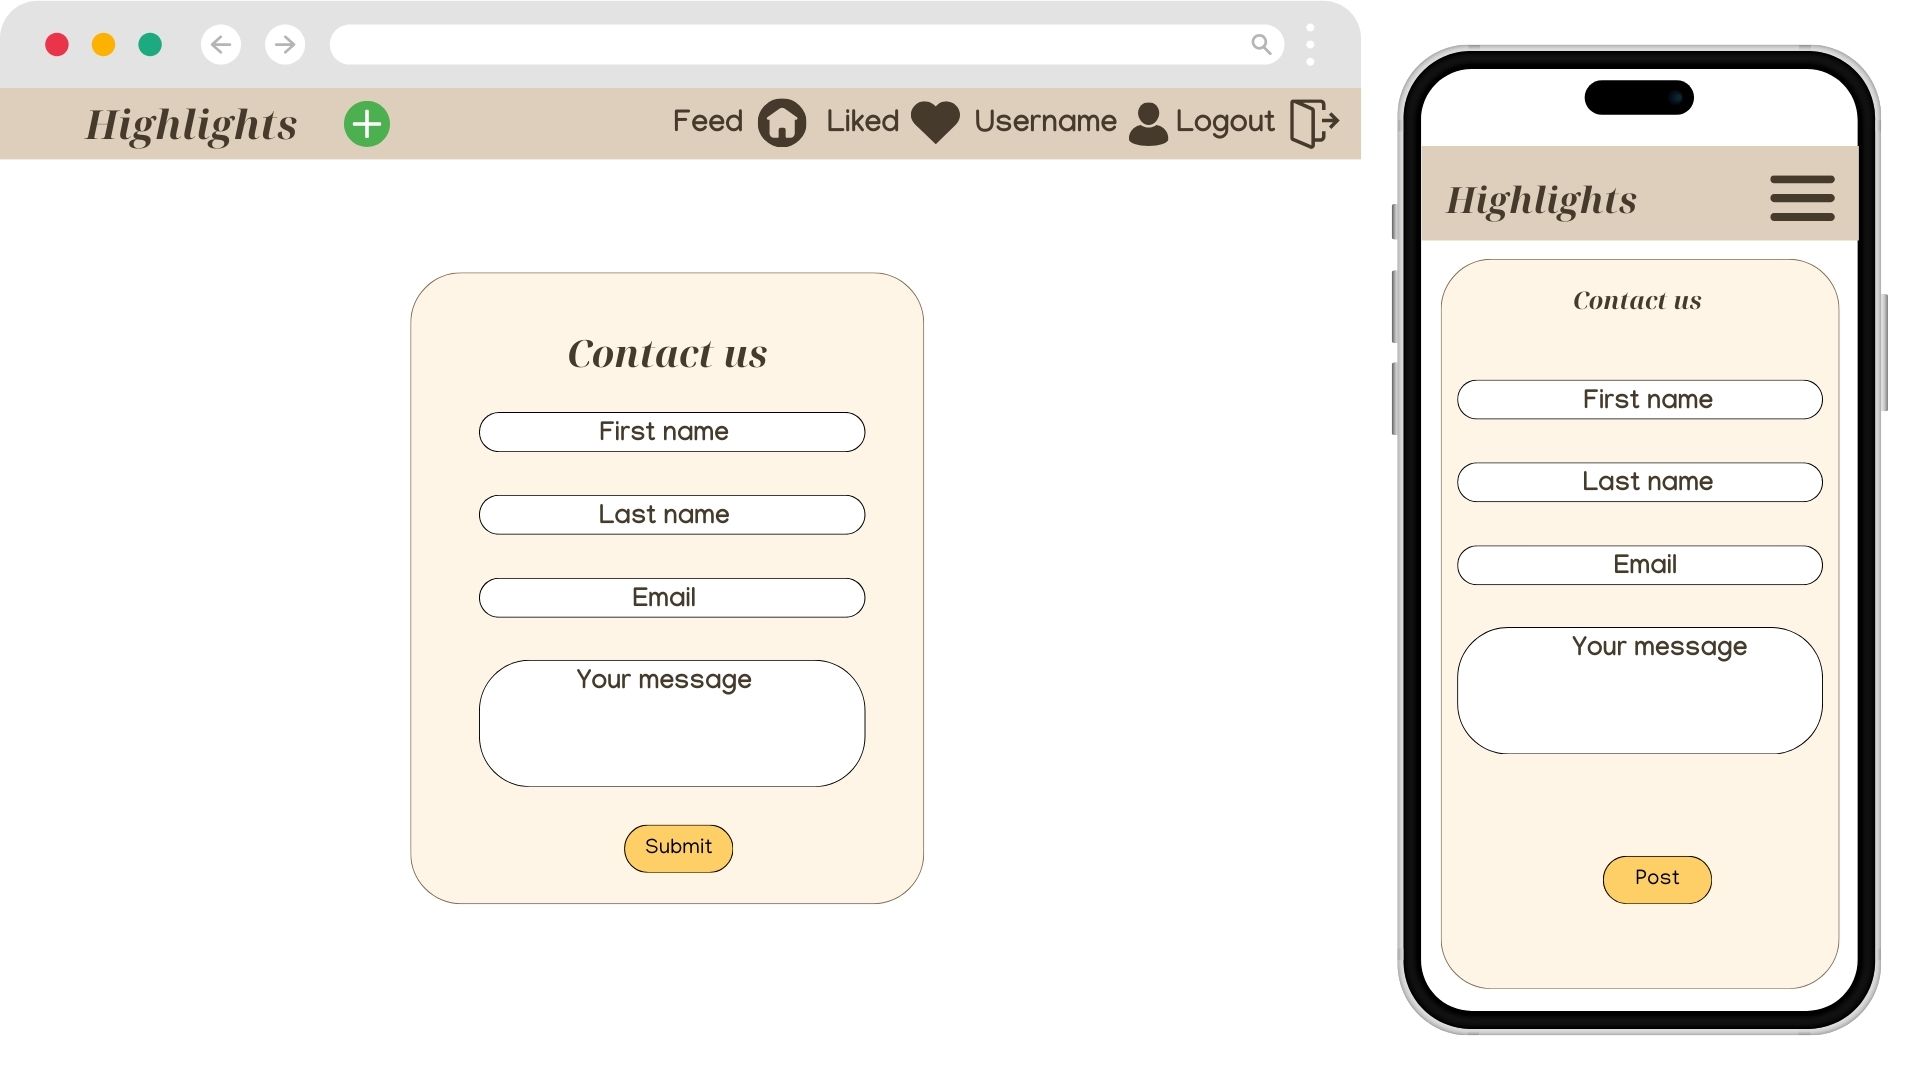 Highlights
Feed Liked Username Logout
Contact us
First name
Last name
Email
Your message
Submit
Highlights
Contact us
First name
Last name
Email
Your message
Post